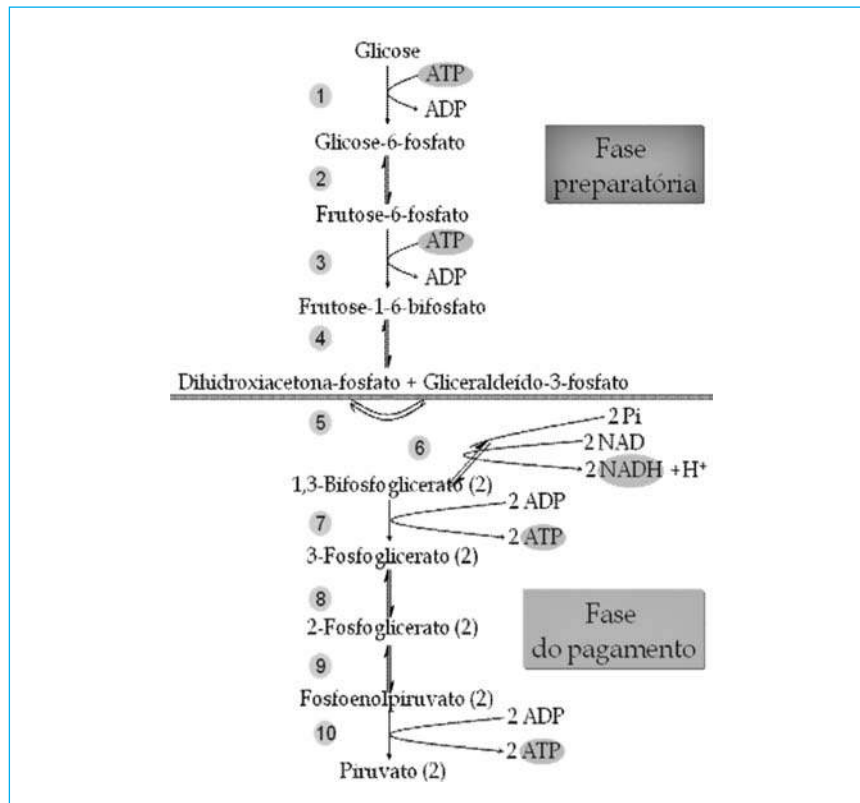 Glicose
ATP
1
ADP
Glicose-6-fosfato
Fase
preparatória
2
Frutose-6-fosfato
ATP
3
ADP
Frutose-1-6-bifosfato
4
Dihidroxiacetona-fosfato + Gliceraldeído-3-fosfato
5
2 Pi
6
2 NAD
2 NADH + H⁺
1,3-Bifosfoglicerato (2)
2 ADP
7
2 ATP
3-Fosfoglicerato (2)
8
Fase
do pagamento
2-Fosfoglicerato (2)
9
Fosfoenolpiruvato (2)
2 ADP
10
2 ATP
Piruvato (2)